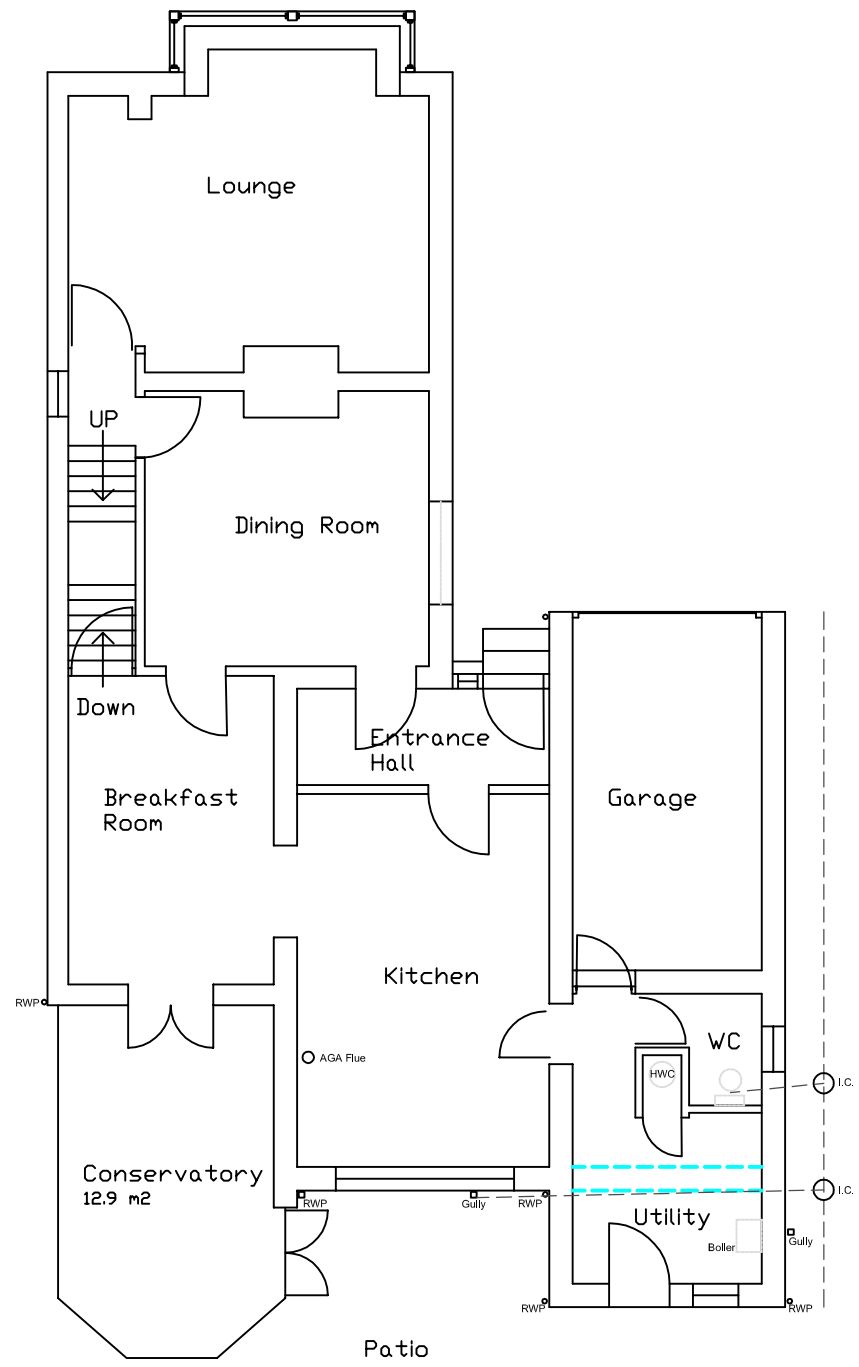 Lounge
UP
Dining Room
Down
Entrance
Hall
Breakfast
Room
Garage
Kitchen
RWP
WC
AGA Flue
HWC
I.C.
Conservatory
12.9 m2
I.C.
RWP
Gully
RWP
Utility
Gully
Boiler
RWP
RWP
Patio